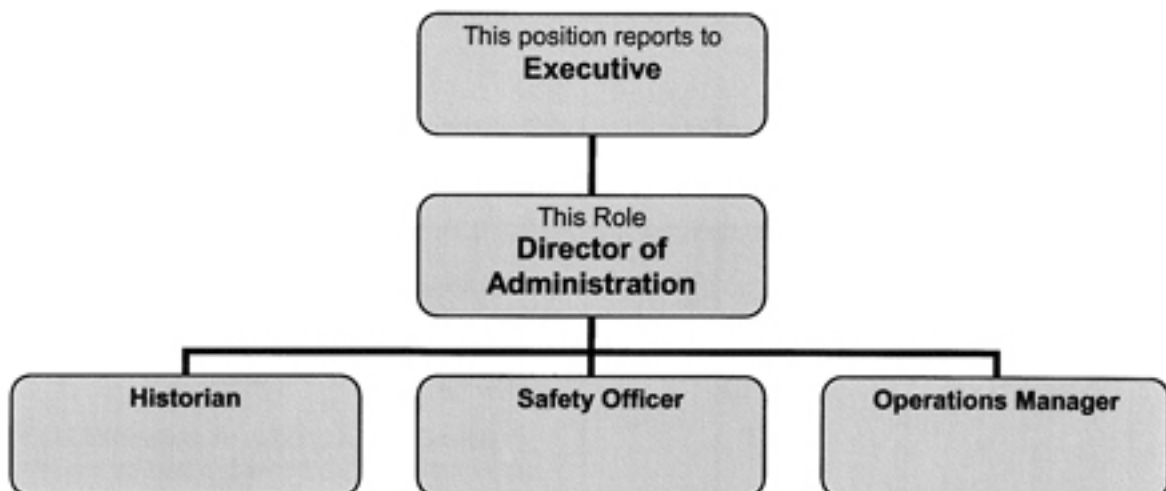 This position reports to
Executive
This Role
Director of
Administration
Historian
Safety Officer
Operations Manager